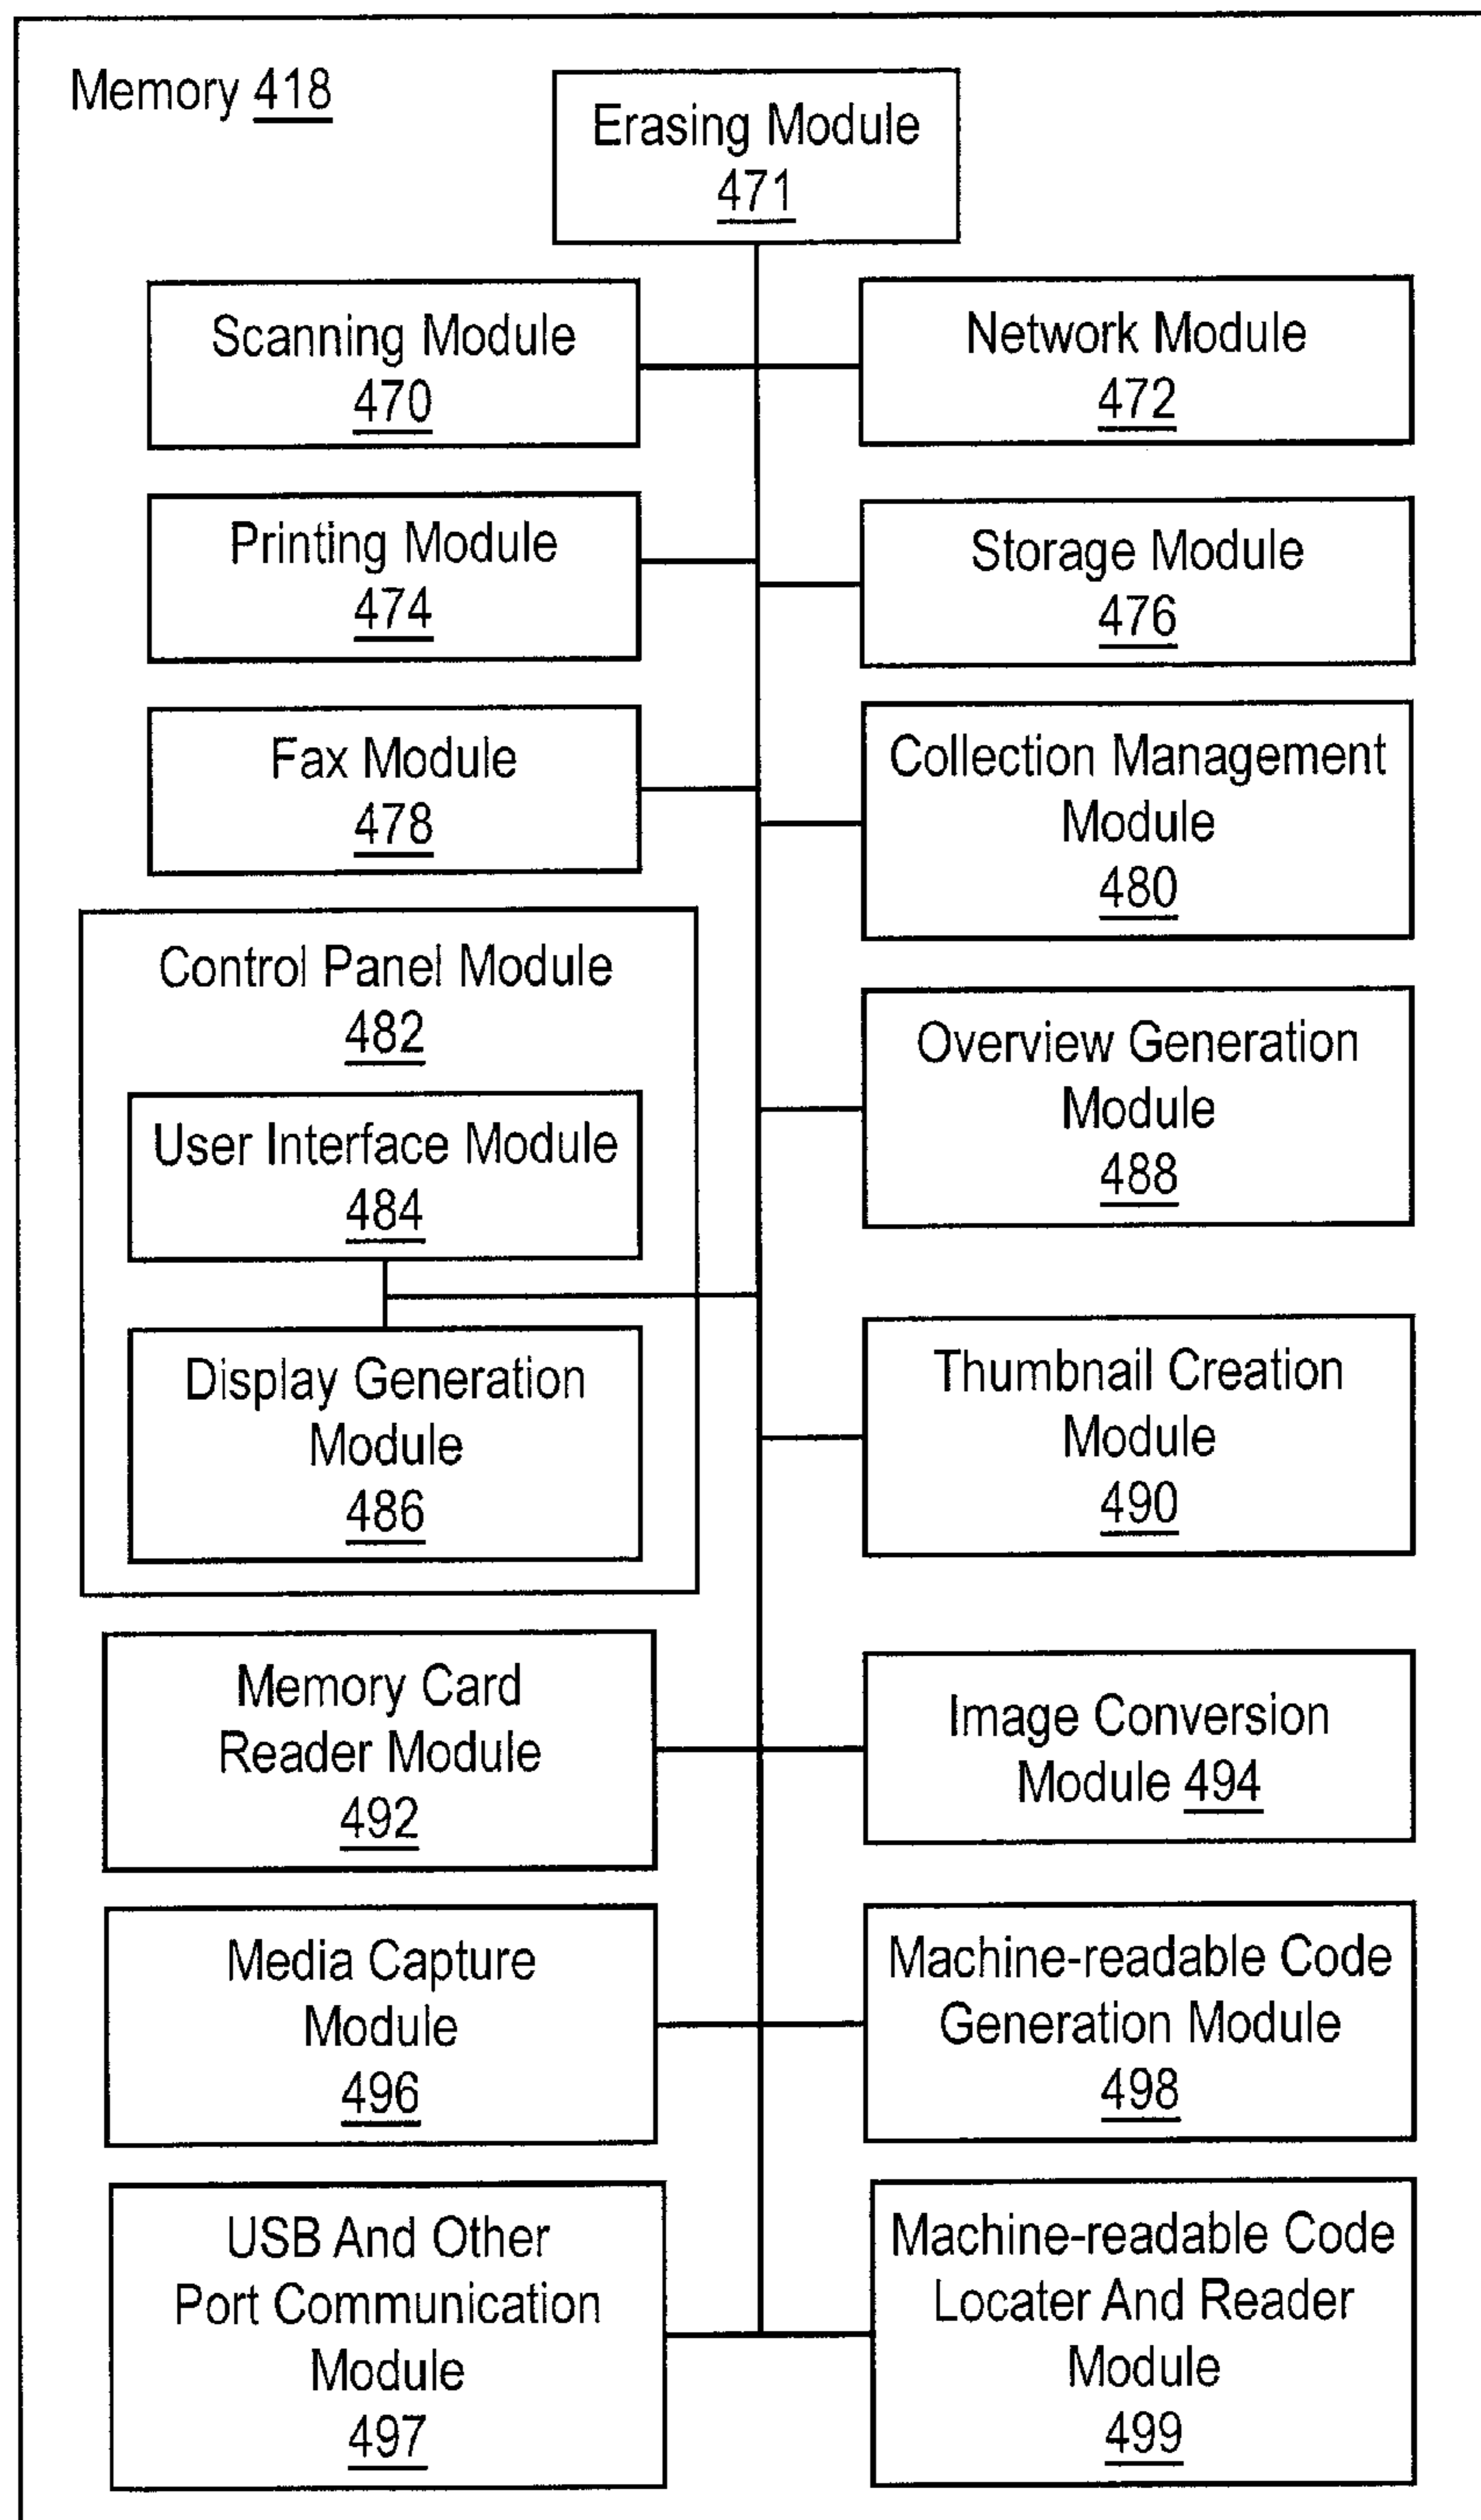 Memory 418
Erasing Module
471
Scanning Module
470
Network Module
472
Printing Module
474
Storage Module
476
Fax Module
478
Collection Management
Module
480
Control Panel Module
482
User Interface Module
484
Display Generation
Module
486
Overview Generation
Module
488
Thumbnail Creation
Module
490
Memory Card
Reader Module
492
Image Conversion
Module 494
Media Capture
Module
496
Machine-readable Code
Generation Module
498
USB And Other
Port Communication
Module
497
Machine-readable Code
Locater And Reader
Module
499